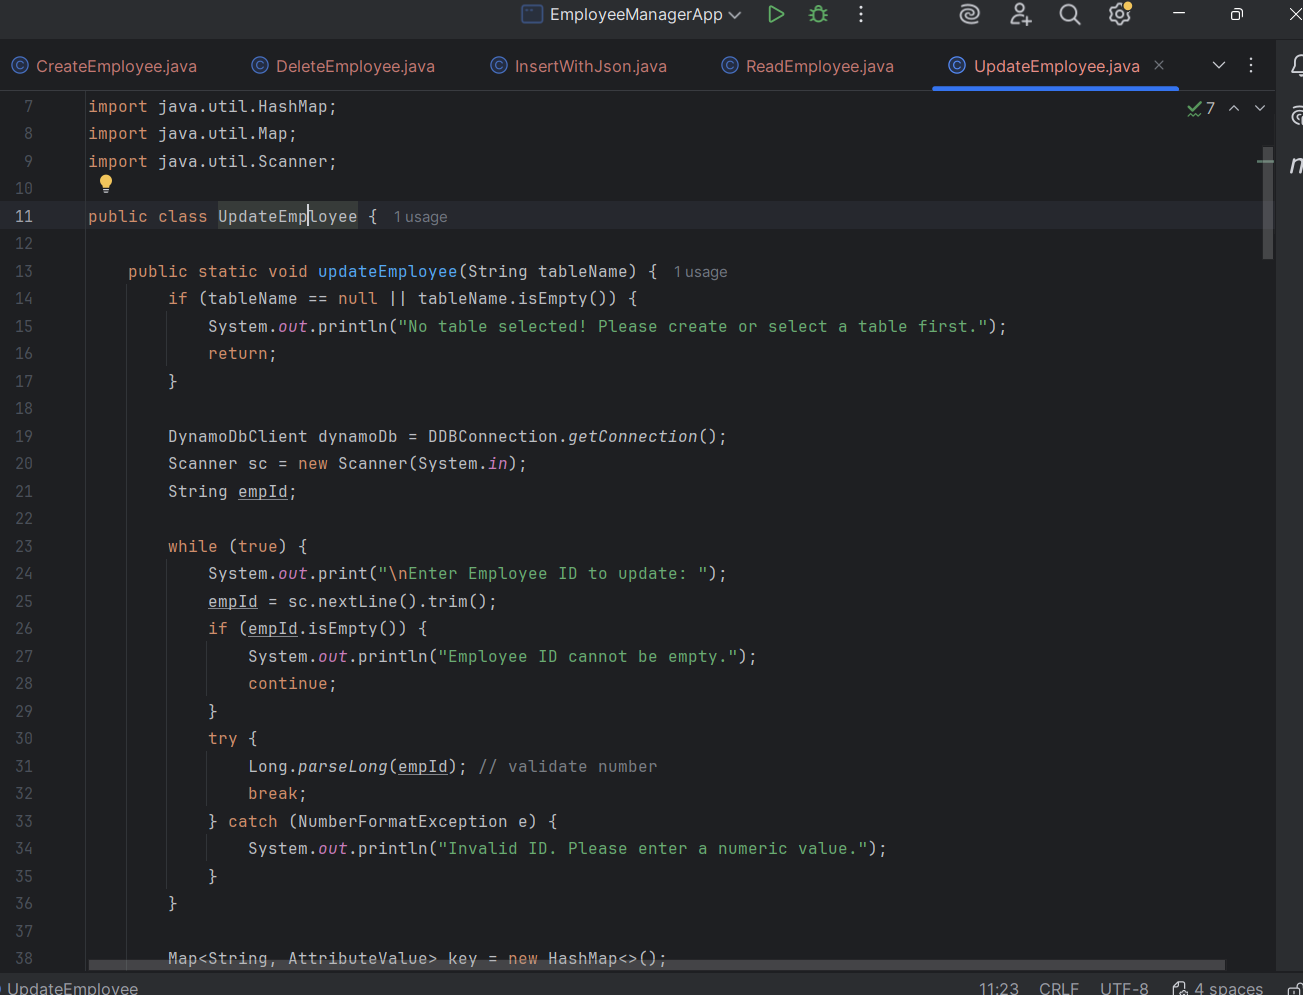 EmployeeManagerApp
CreateEmployee.java DeleteEmployee.java InsertWithJson.java ReadEmployee.java UpdateEmployee.java
7 import java.util.HashMap; 7
8 import java.util.Map;
9 import java.util.Scanner;
10
11 public class UpdateEmployee { 1 usage
12
13 public static void updateEmployee(String tableName) { 1 usage
14 if (tableName == null || tableName.isEmpty()) {
15 System.out.println("No table selected! Please create or select a table first.");
16 return;
17 }
18
19 DynamoDbClient dynamoDb = DDBConnection.getConnection();
20 Scanner sc = new Scanner(System.in);
21 String empId;
22
23 while (true) {
24 System.out.print("\nEnter Employee ID to update: ");
25 empId = sc.nextLine().trim();
26 if (empId.isEmpty()) {
27 System.out.println("Employee ID cannot be empty.");
28 continue;
29 }
30 try {
31 Long.parseLong(empId); // validate number
32 break;
33 } catch (NumberFormatException e) {
34 System.out.println("Invalid ID. Please enter a numeric value.");
35 }
36 }
37
38 Map<String, AttributeValue> key = new HashMap<>();
UpdateEmployee 11:23 CRLF UTF-8 4 spaces